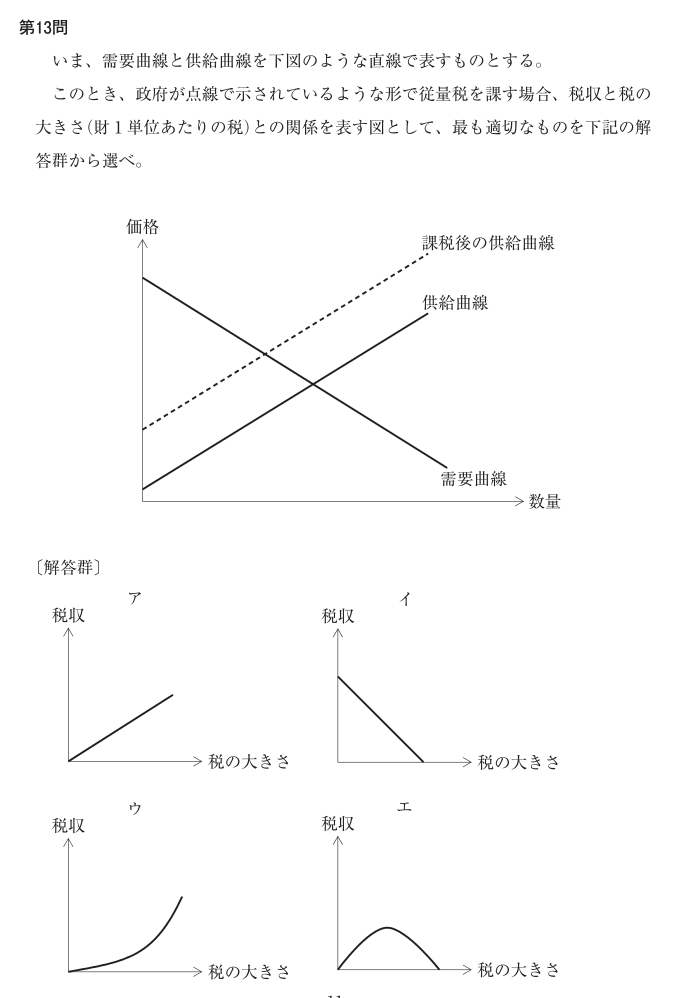 第13問
いま、需要曲線と供給曲線を下図のような直線で表すものとする。
このとき、政府が点線で示されているような形で従量税を課す場合、税収と税の
大きさ(財１単位あたりの税)との関係を表す図として、最も適切なものを下記の解
答群から選べ。
価格
課税後の供給曲線
供給曲線
需要曲線
数量
〔解答群〕
ア
税収
税の大きさ
イ
税収
税の大きさ
ウ
税収
税の大きさ
エ
税収
税の大きさ